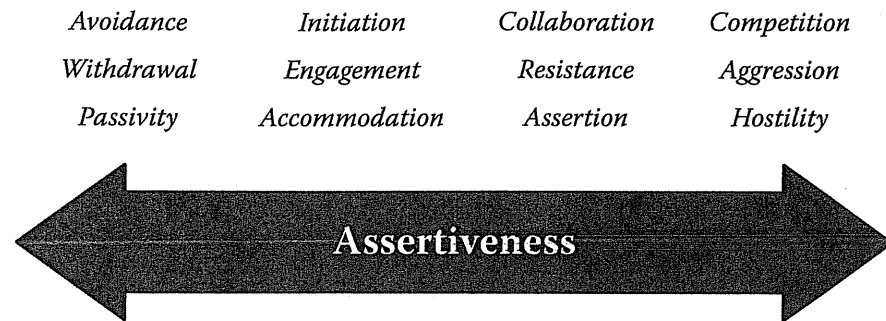 Avoidance Initiation Collaboration Competition
Withdrawal Engagement Resistance Aggression
Passivity Accommodation Assertion Hostility
Assertiveness